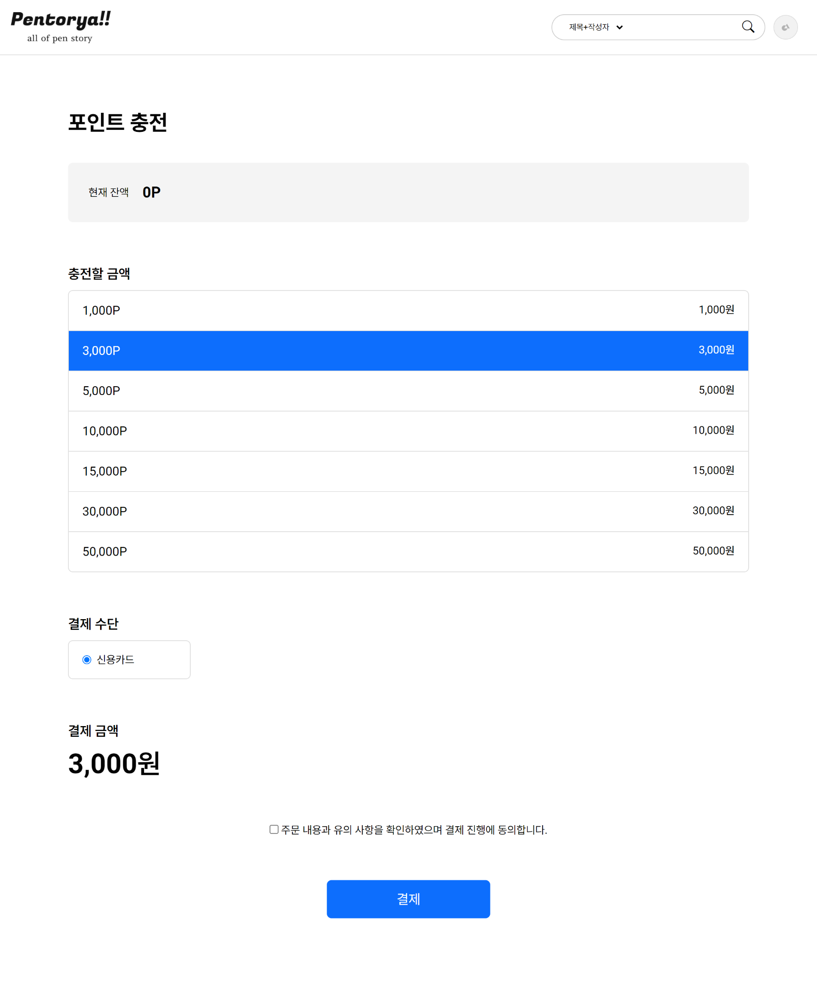 Pentorya!!
all of pen story
제목+작성자
포인트 충전
현재 잔액 0P
충전할 금액
1,000P 1,000원
3,000P 3,000원
5,000P 5,000원
10,000P 10,000원
15,000P 15,000원
30,000P 30,000원
50,000P 50,000원
결제 수단
신용카드
결제 금액
3,000원
주문 내용과 유의 사항을 확인하였으며 결제 진행에 동의합니다.
결제